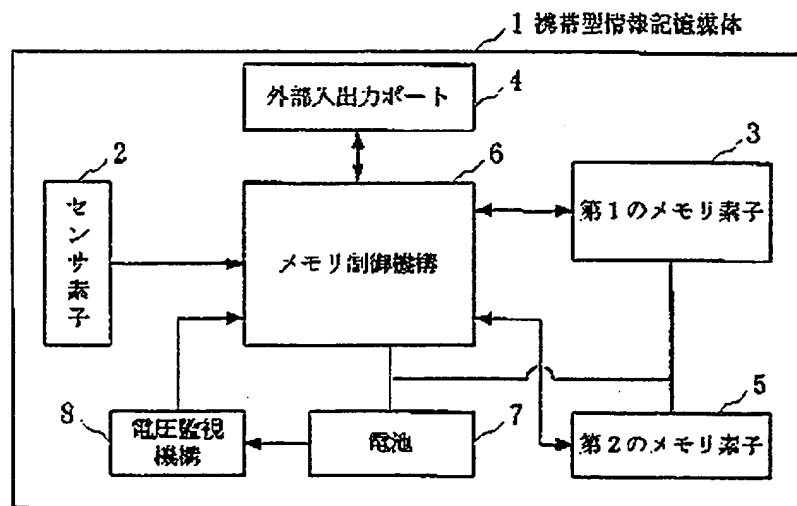 1 携帯型情報記憶媒体
外部入出力ポート
4
2
6
3
センサ素子
メモリ制御機構
第1のメモリ素子
5
8
電圧監視
機構
電池
7
第2のメモリ素子